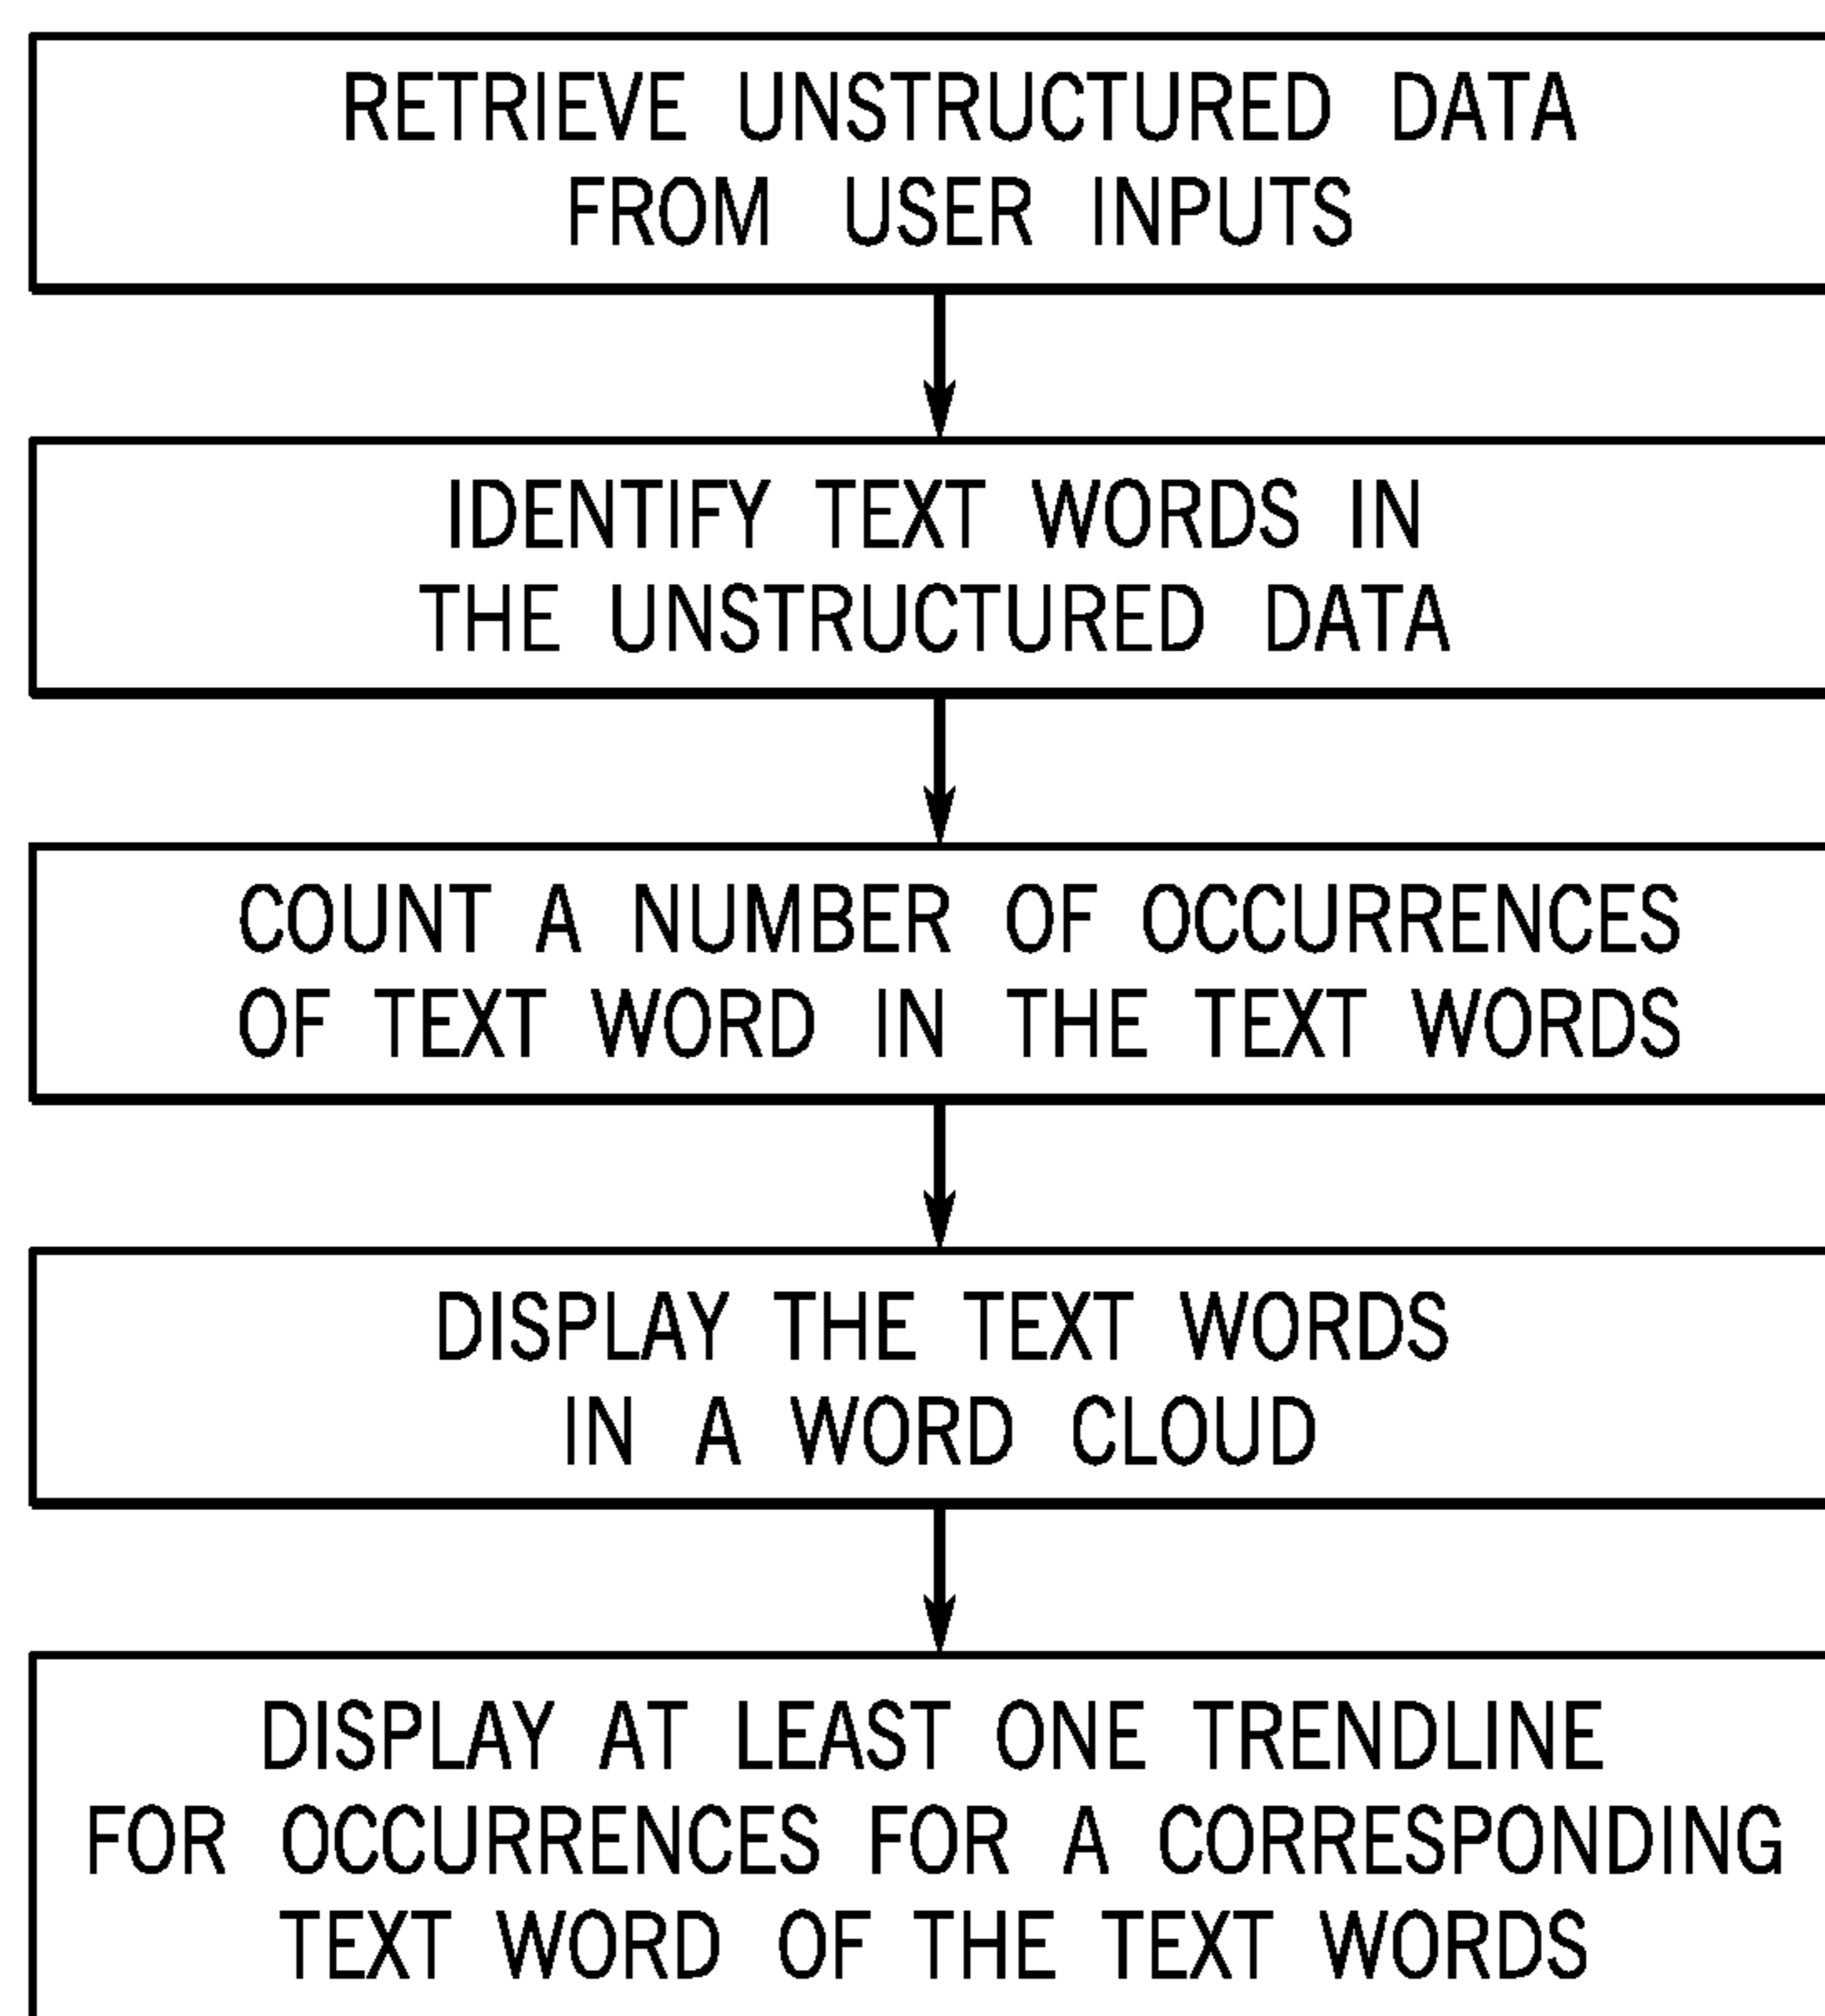 RETRIEVE UNSTRUCTURED DATA
FROM USER INPUTS
IDENTIFY TEXT WORDS IN
THE UNSTRUCTURED DATA
COUNT A NUMBER OF OCCURRENCES
OF TEXT WORD IN THE TEXT WORDS
DISPLAY THE TEXT WORDS
IN A WORD CLOUD
DISPLAY AT LEAST ONE TRENDLINE
FOR OCCURRENCES FOR A CORRESPONDING
TEXT WORD OF THE TEXT WORDS